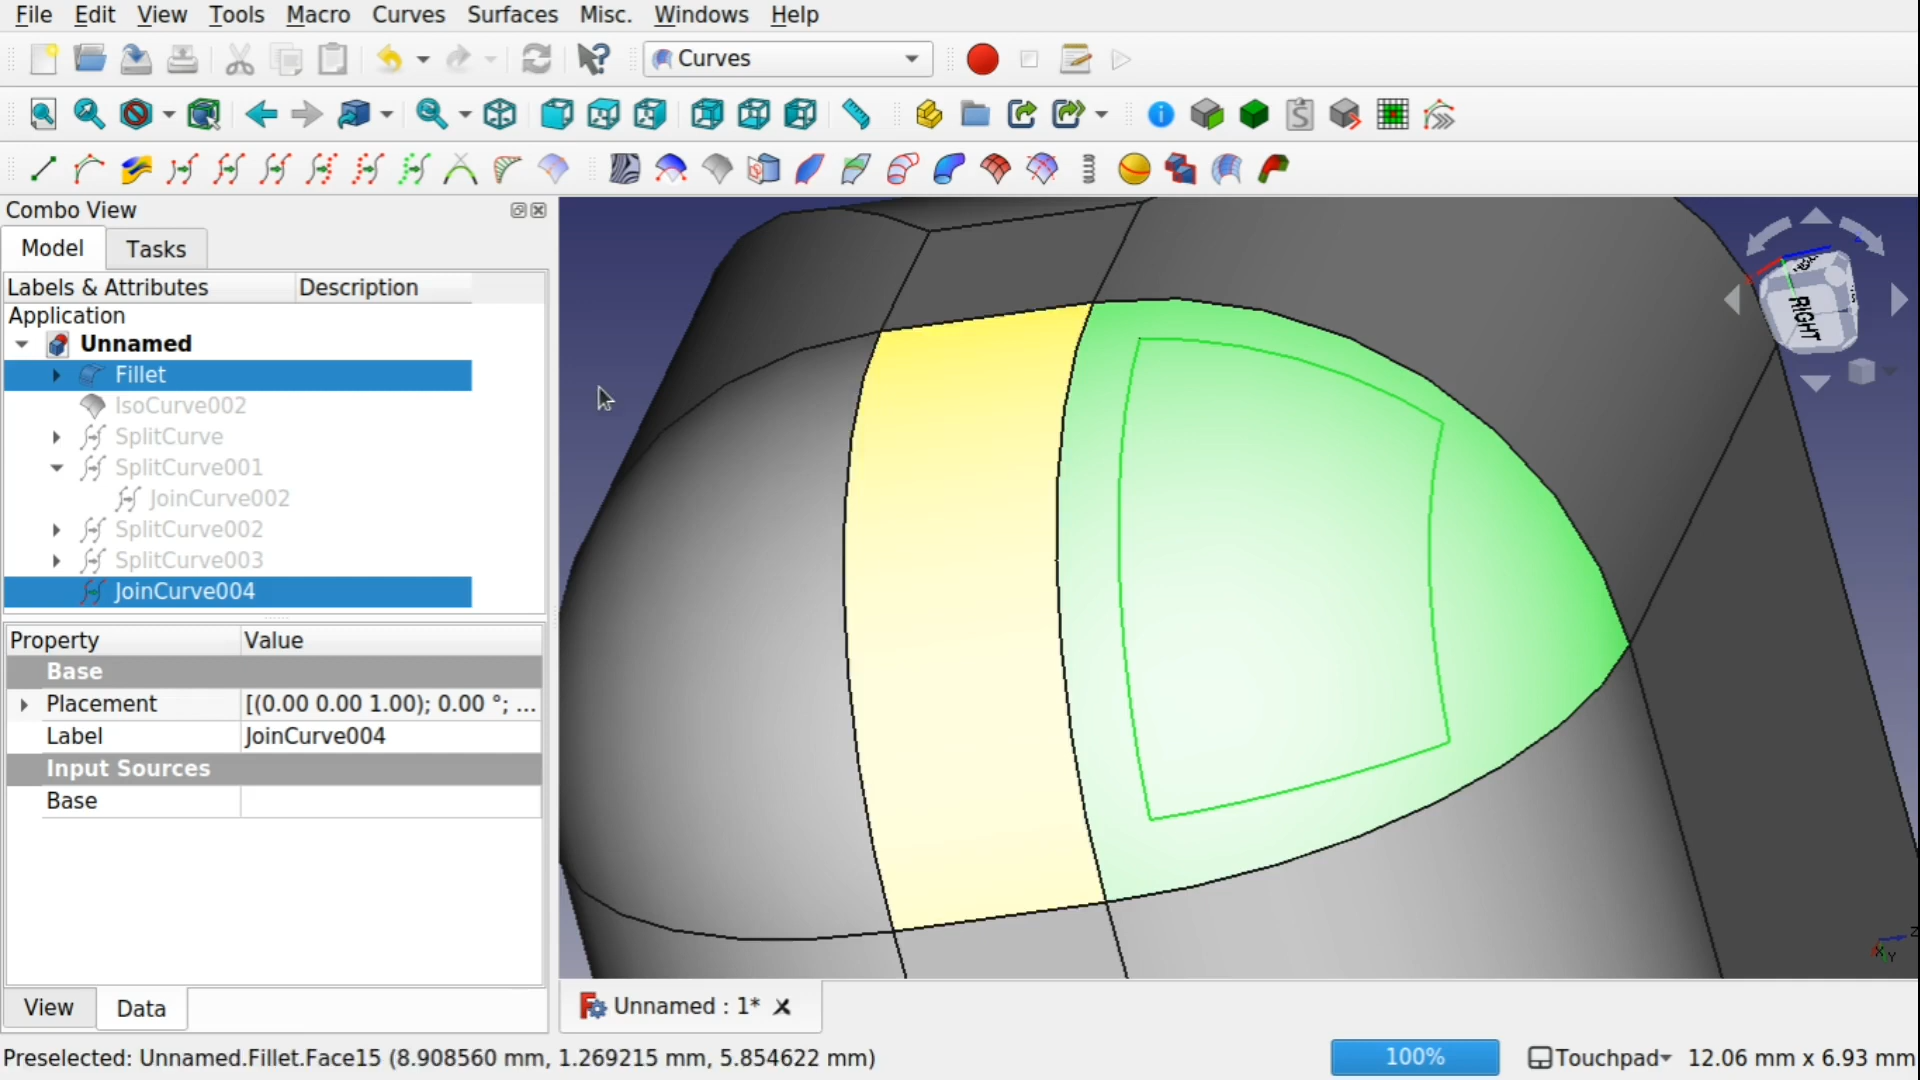 File Edit View Tools Macro Curves Surfaces Misc. Windows Help
Curves
Combo View
Model Tasks
Labels & Attributes Description
Application
Unnamed
Fillet
IsoCurve002
SplitCurve
SplitCurve001
JoinCurve002
SplitCurve002
SplitCurve003
JoinCurve004
Property Value
Base
Placement [(0.00 0.00 1.00); 0.00 °; ...
Label JoinCurve004
Input Sources
Base
View Data
RIGHT
Z
X Y
Unnamed : 1*
Preselected: Unnamed.Fillet.Face15 (8.908560 mm, 1.269215 mm, 5.854622 mm)
100% Touchpad 12.06 mm x 6.93 mm